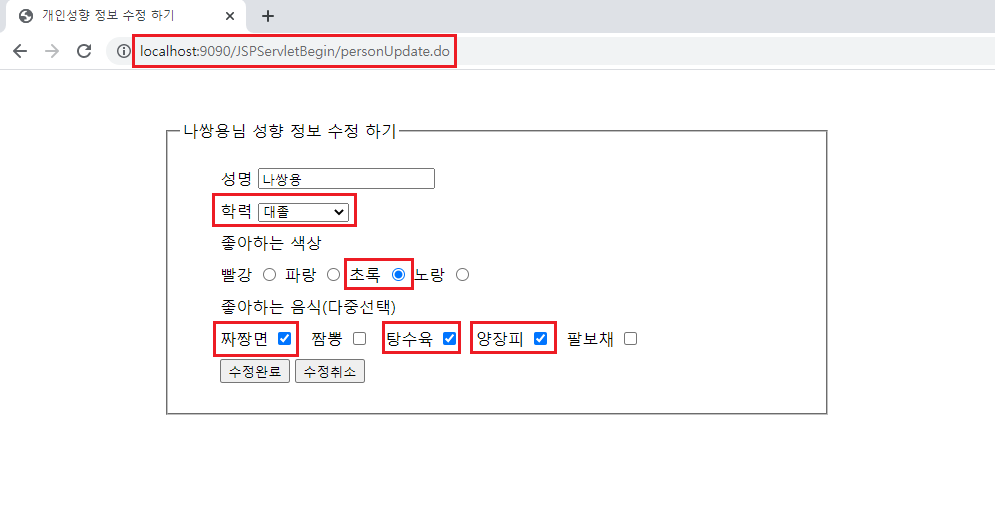 개인성향 정보 수정 하기
localhost:9090/JSPServletBegin/personUpdate.do
나쌍용님 성향 정보 수정 하기
성명 나쌍용
학력 대졸
좋아하는 색상
빨강 파랑 초록 노랑
좋아하는 음식(다중선택)
짜짱면 짬뽕 탕수육 양장피 팔보채
수정완료 수정취소